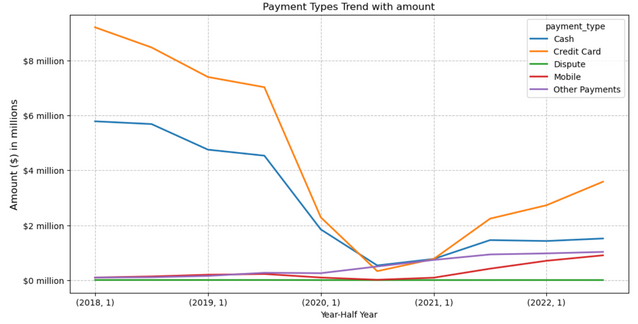 Payment Types Trend with amount
payment_type
Cash
Credit Card
Dispute
Mobile
Other Payments
Amount ($) in millions
$8 million
$6 million
$4 million
$2 million
$0 million
(2018, 1)
(2019, 1)
(2020, 1)
(2021, 1)
(2022, 1)
Year-Half Year